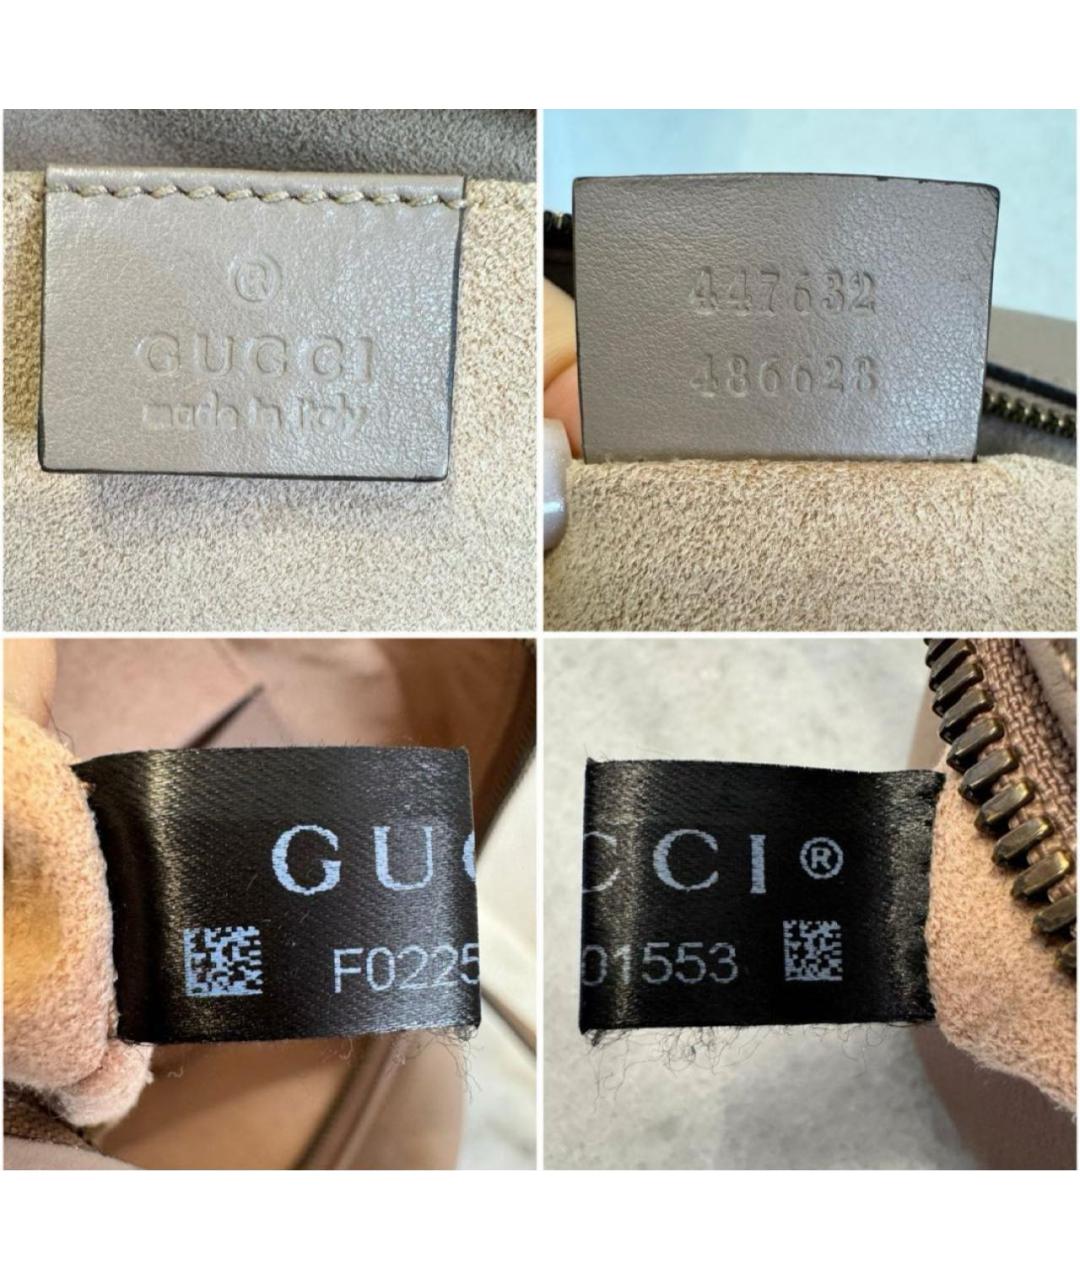 ®
GUCCI
made in italy
447632
486628
GUC
F0225
CCI®
01553